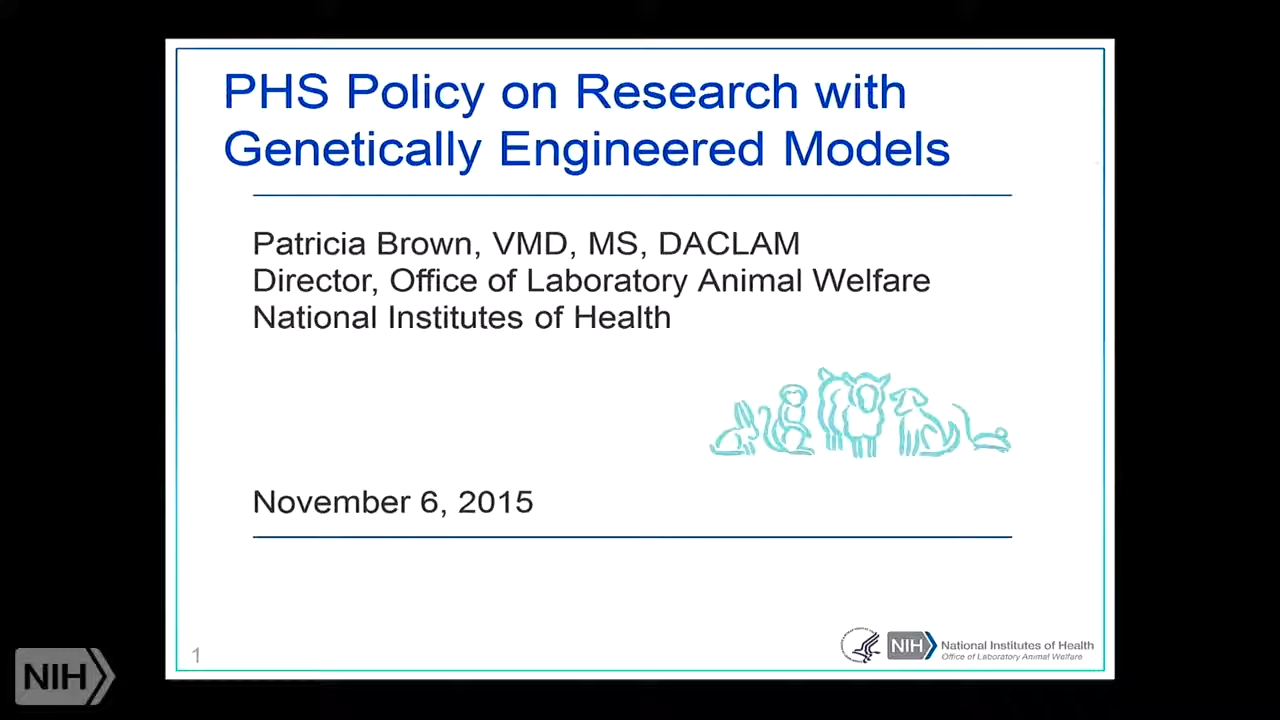 PHS Policy on Research with
Genetically Engineered Models
Patricia Brown, VMD, MS, DACLAM
Director, Office of Laboratory Animal Welfare
National Institutes of Health
November 6, 2015
1
NIH
National Institutes of Health
Office of Laboratory Animal Welfare
NIH